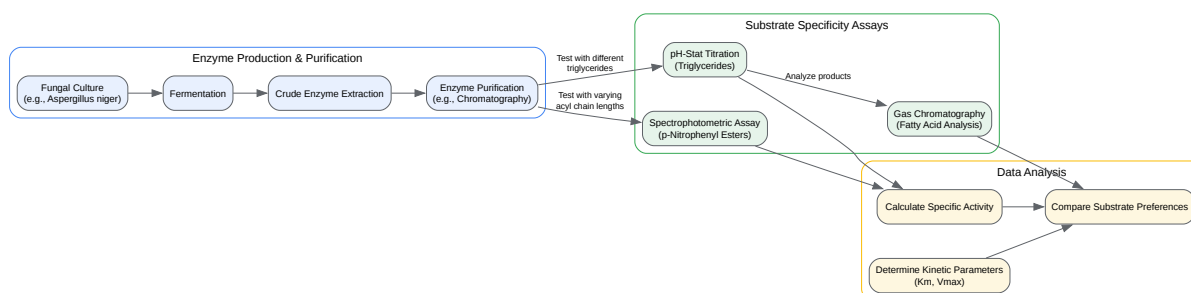 Enzyme Production & Purification
Fungal Culture
(e.g., Aspergillus niger)
Fermentation
Crude Enzyme Extraction
Enzyme Purification
(e.g., Chromatography)
Test with different
triglycerides
Test with varying
acyl chain lengths
Substrate Specificity Assays
pH-Stat Titration
(Triglycerides)
Analyze products
Spectrophotometric Assay
(p-Nitrophenyl Esters)
Gas Chromatography
(Fatty Acid Analysis)
Data Analysis
Calculate Specific Activity
Compare Substrate Preferences
Determine Kinetic Parameters
(Km, Vmax)